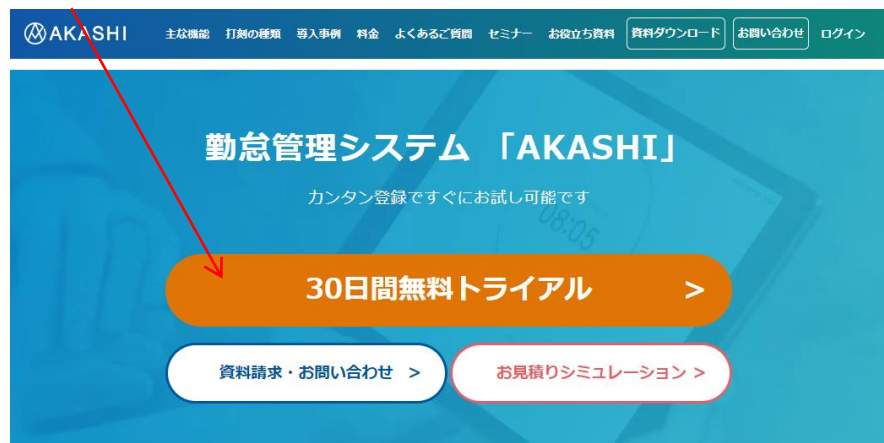 AKASHI 主な機能 打刻の種類 導入事例 料金 よくあるご質問 セミナー お役立ち資料 資料ダウンロード お問い合わせ ログイン
勤怠管理システム 「AKASHI」
カンタン登録ですぐにお試し可能です
08:05
30日間無料トライアル >
資料請求・お問い合わせ > お見積りシミュレーション >